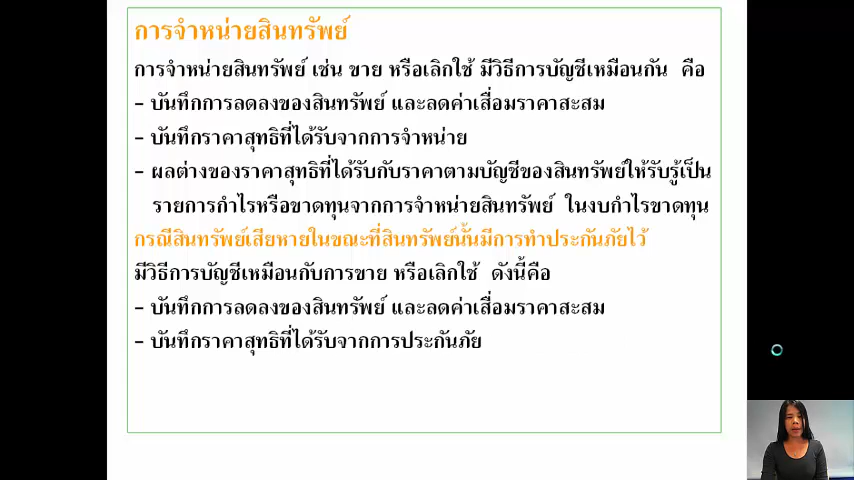 การจำหน่ายสินทรัพย์
การจำหน่ายสินทรัพย์ เช่น ขาย หรือเลิกใช้ มีวิธีการบัญชีเหมือนกัน คือ
- บันทึกการลดลงของสินทรัพย์ และลดค่าเสื่อมราคาสะสม
- บันทึกราคาสุทธิที่ได้รับจากการจำหน่าย
- ผลต่างของราคาสุทธิที่ได้รับกับราคาตามบัญชีของสินทรัพย์ให้รับรู้เป็น
รายการกำไรหรือขาดทุนจากการจำหน่ายสินทรัพย์ ในงบกำไรขาดทุน
กรณีสินทรัพย์เสียหายในขณะที่สินทรัพย์นั้นมีการทำประกันภัยไว้
มีวิธีการบัญชีเหมือนกับการขาย หรือเลิกใช้ ดังนี้คือ
- บันทึกการลดลงของสินทรัพย์ และลดค่าเสื่อมราคาสะสม
- บันทึกราคาสุทธิที่ได้รับจากการประกันภัย